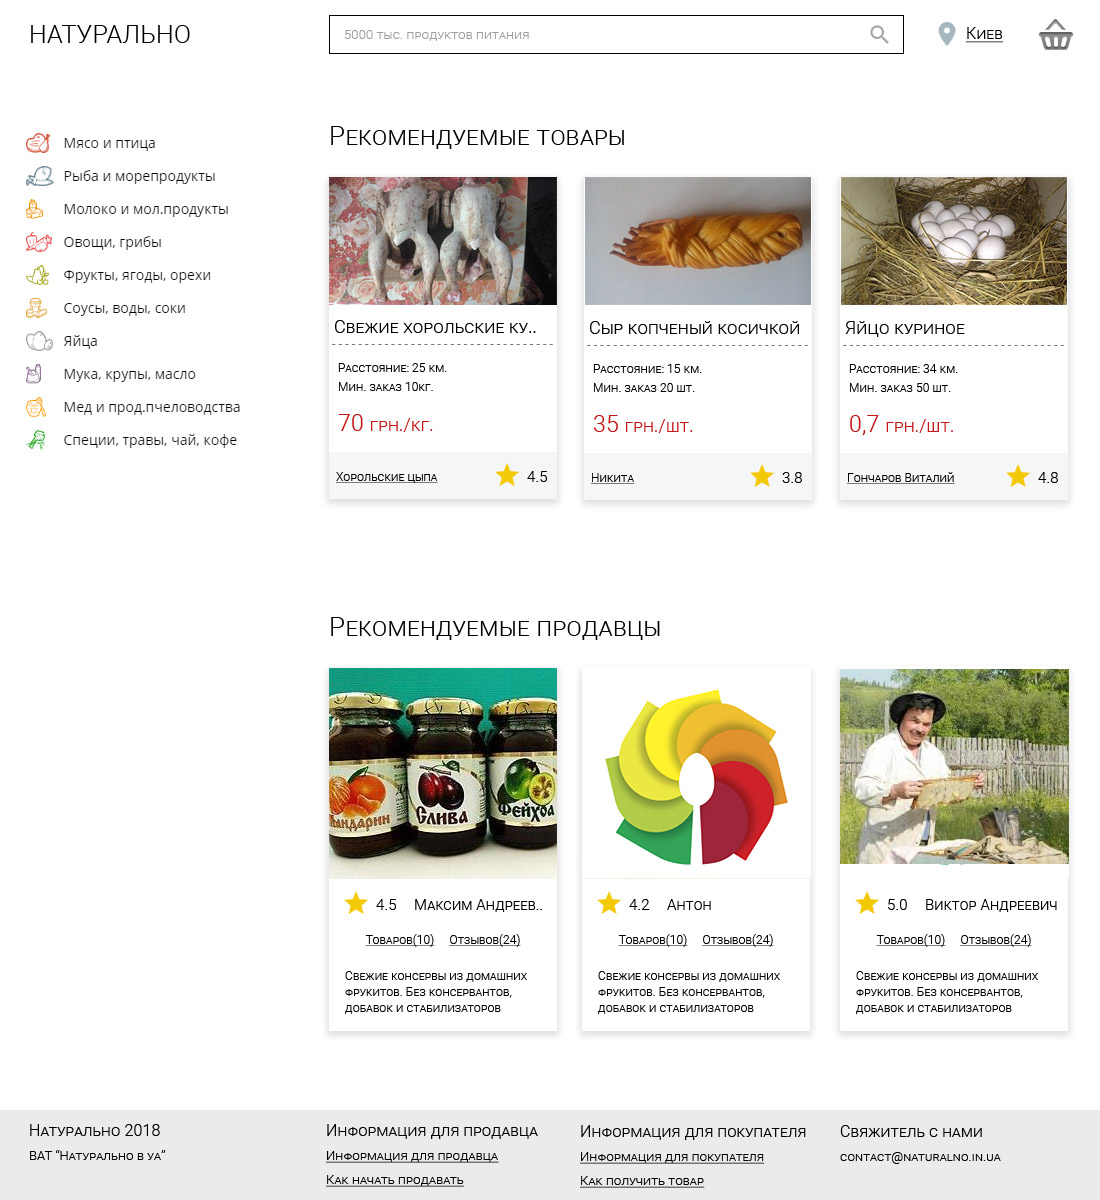 НАТУРАЛЬНО
5000 тыс. продуктов питания
Киев
Мясо и птица
Рыба и морепродукты
Молоко и мол.продукты
Овощи, грибы
Фрукты, ягоды, орехи
Соусы, воды, соки
Яйца
Мука, крупы, масло
Мед и прод.пчеловодства
Специи, травы, чай, кофе
Рекомендуемые товары
Свежие хорольские ку..
Расстояние: 25 км.
Мин. заказ 10кг.
70 грн./кг.
Хорольские цыпа
4.5
Сыр копченый косичкой
Расстояние: 15 км.
Мин. заказ 20 шт.
35 грн./шт.
Никита
3.8
Яйцо куриное
Расстояние: 34 км.
Мин. заказ 50 шт.
0,7 грн./шт.
Гончаров Виталий
4.8
Рекомендуемые продавцы
Мандарин
Слива
Фейхоа
4.5 Максим Андреев..
Товаров(10) Отзывов(24)
Свежие консервы из домашних
фрукитов. Без консервантов,
добавок и стабилизаторов
4.2 Антон
Товаров(10) Отзывов(24)
Свежие консервы из домашних
фрукитов. Без консервантов,
добавок и стабилизаторов
5.0 Виктор Андреевич
Товаров(10) Отзывов(24)
Свежие консервы из домашних
фрукитов. Без консервантов,
добавок и стабилизаторов
Натурально 2018
ВАТ “Натурально в уа”
Информация для продавца
Информация для продавца
Как начать продавать
Информация для покупателя
Информация для покупателя
Как получить товар
Свяжитель с нами
contact@naturalno.in.ua